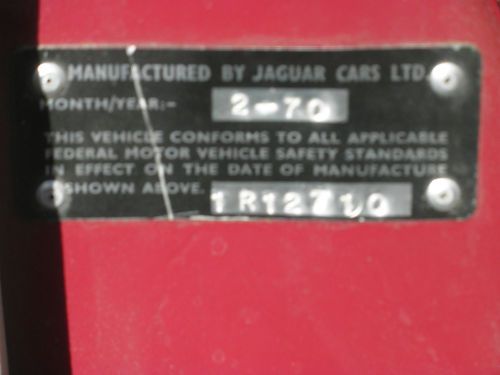 MANUFACTURED BY JAGUAR CARS LTD.
MONTH/YEAR:- 2-70
THIS VEHICLE CONFORMS TO ALL APPLICABLE
FEDERAL MOTOR VEHICLE SAFETY STANDARDS
IN EFFECT ON THE DATE OF MANUFACTURE
SHOWN ABOVE. 1R12710